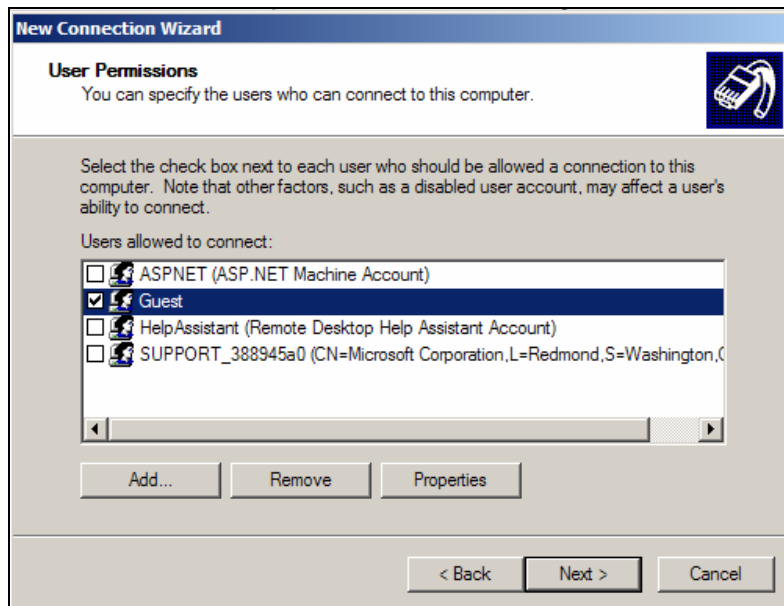 New Connection Wizard
User Permissions
You can specify the users who can connect to this computer.
Select the check box next to each user who should be allowed a connection to this
computer. Note that other factors, such as a disabled user account, may affect a user's
ability to connect.
Users allowed to connect:
ASPNET (ASP.NET Machine Account)
Guest
HelpAssistant (Remote Desktop Help Assistant Account)
SUPPORT_388945a0 (CN=Microsoft Corporation,L=Redmond,S=Washington,
Add...
Remove
Properties
< Back
Next >
Cancel